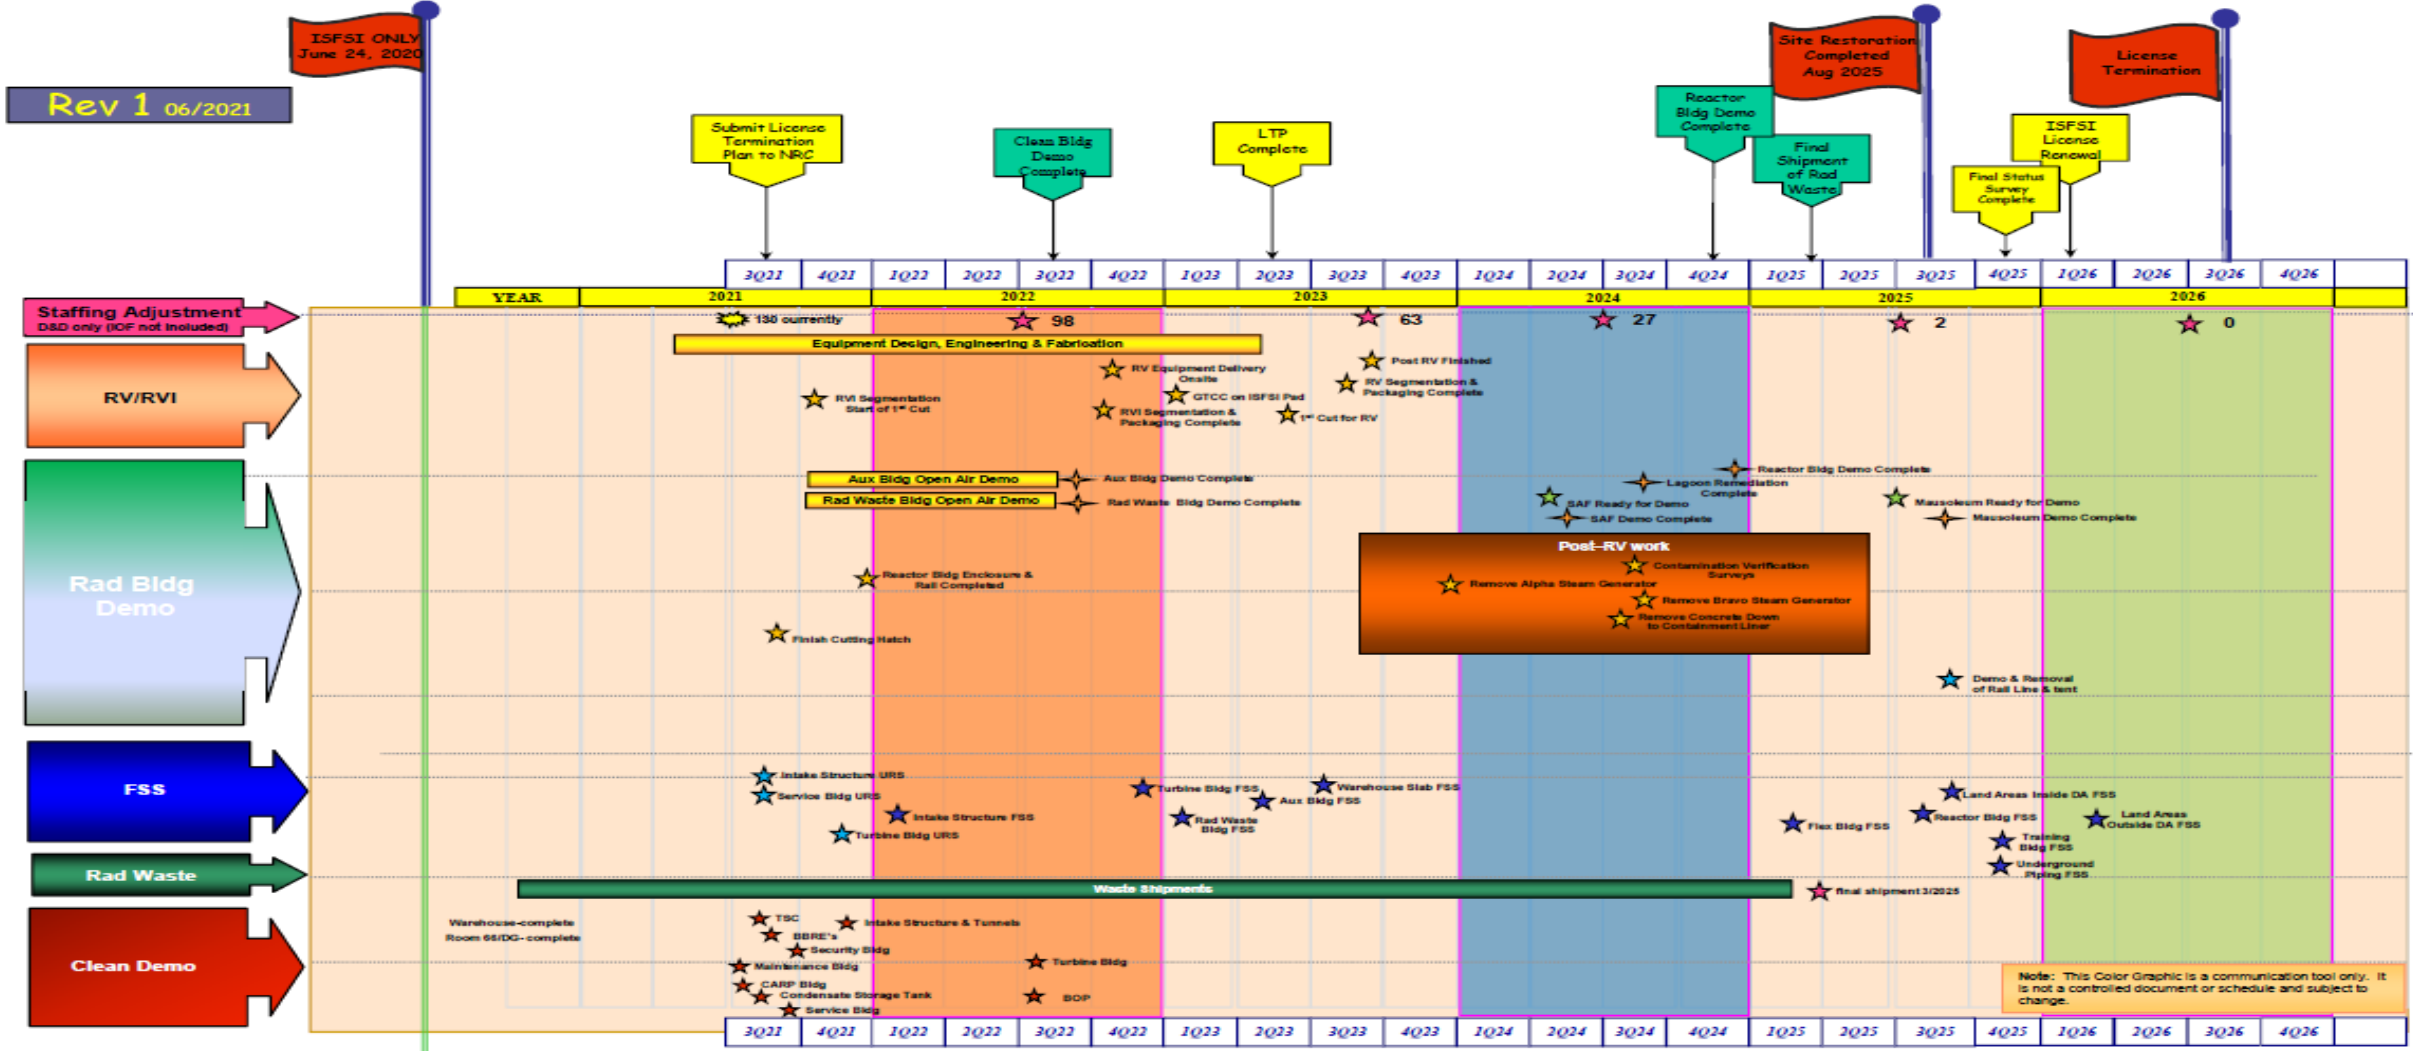 ISFSI ONLY
June 24, 2020
Site Restoration
Completed
Aug 2025
License
Termination
Rev 1 06/2021
Submit License
Termination
Plan to NRC
Clean Bldg
Demo
Complete
LTP
Complete
Reactor
Bldg Demo
Complete
Final
Shipment
of Rad
Waste
ISFSI
License
Renewal
Final Status
Survey
Complete
3Q21 4Q21 1Q22 2Q22 3Q22 4Q22 1Q23 2Q23 3Q23 4Q23 1Q24 2Q24 3Q24 4Q24 1Q25 2Q25 3Q25 4Q25 1Q26 2Q26 3Q26 4Q26
YEAR 2021 2022 2023 2024 2025 2026
Staffing Adjustment
D&D only (IOF not included)
130 currently 98 63 27 2 0
Equipment Design, Engineering & Fabrication
RV/RVI
RVI Segmentation
Start of 1st Cut
RV Equipment Delivery
Onsite
GTCC on ISFSI Pad
RVI Segmentation &
Packaging Complete
1st Cut for RV
Post RV Finished
RV Segmentation &
Packaging Complete
Rad Bldg
Demo
Aux Bldg Open Air Demo
Aux Bldg Demo Complete
Rad Waste Bldg Open Air Demo
Rad Waste Bldg Demo Complete
Reactor Bldg Demo Complete
Lagoon Remediation
Complete
SAF Ready for Demo
SAF Demo Complete
Mausoleum Ready for Demo
Mausoleum Demo Complete
Post-RV work
Contamination Verification
Surveys
Remove Alpha Steam Generator
Remove Bravo Steam Generator
Remove Concrete Down
to Containment Liner
Reactor Bldg Enclosure &
Rail Completed
Finish Cutting Hatch
Demo & Removal
of Rail Line & tent
FSS
Intake Structure URS
Service Bldg URS
Intake Structure FSS
Turbine Bldg URS
Turbine Bldg FSS
Rad Waste
Bldg FSS
Aux Bldg FSS
Warehouse Slab FSS
Flex Bldg FSS
Land Areas Inside DA FSS
Reactor Bldg FSS
Training
Bldg FSS
Underground
Piping FSS
Land Areas
Outside DA FSS
Rad Waste
Waste Shipments
final shipment 3/2025
Clean Demo
Warehouse-complete
Room 66/DG- complete
TSC
BBRE's
Intake Structure & Tunnels
Security Bldg
Maintenance Bldg
CARP Bldg
Condensate Storage Tank
Service Bldg
Turbine Bldg
BOP
Note: This Color Graphic is a communication tool only. It
is not a controlled document or schedule and subject to
change.
3Q21 4Q21 1Q22 2Q22 3Q22 4Q22 1Q23 2Q23 3Q23 4Q23 1Q24 2Q24 3Q24 4Q24 1Q25 2Q25 3Q25 4Q25 1Q26 2Q26 3Q26 4Q26